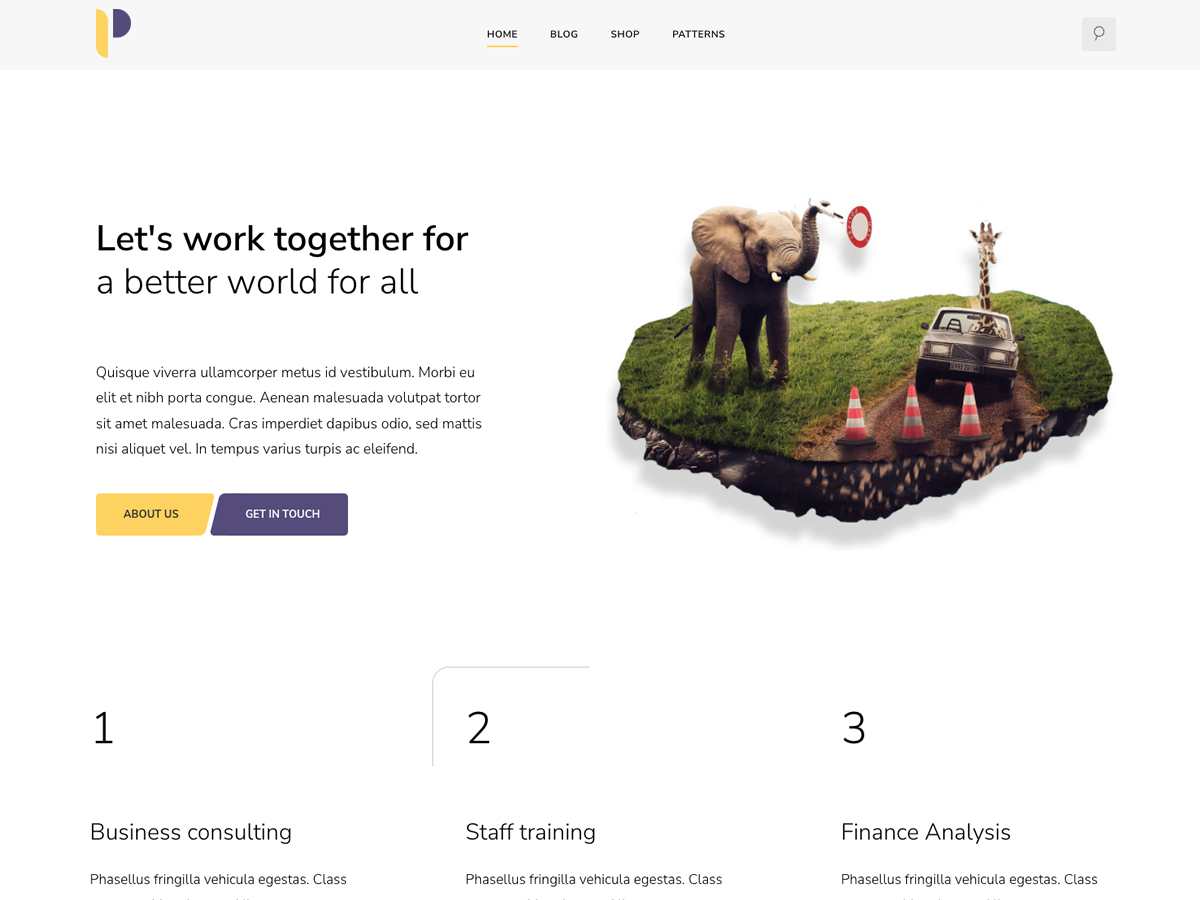 HOME BLOG SHOP PATTERNS
Let's work together for
a better world for all
Quisque viverra ullamcorper metus id vestibulum. Morbi eu
elit et nibh porta congue. Aenean malesuada volutpat tortor
sit amet malesuada. Cras imperdiet dapibus odio, sed mattis
nisi aliquet vel. In tempus varius turpis ac eleifend.
ABOUT US GET IN TOUCH
1 2 3
Business consulting Staff training Finance Analysis
Phasellus fringilla vehicula egestas. Class Phasellus fringilla vehicula egestas. Class Phasellus fringilla vehicula egestas. Class